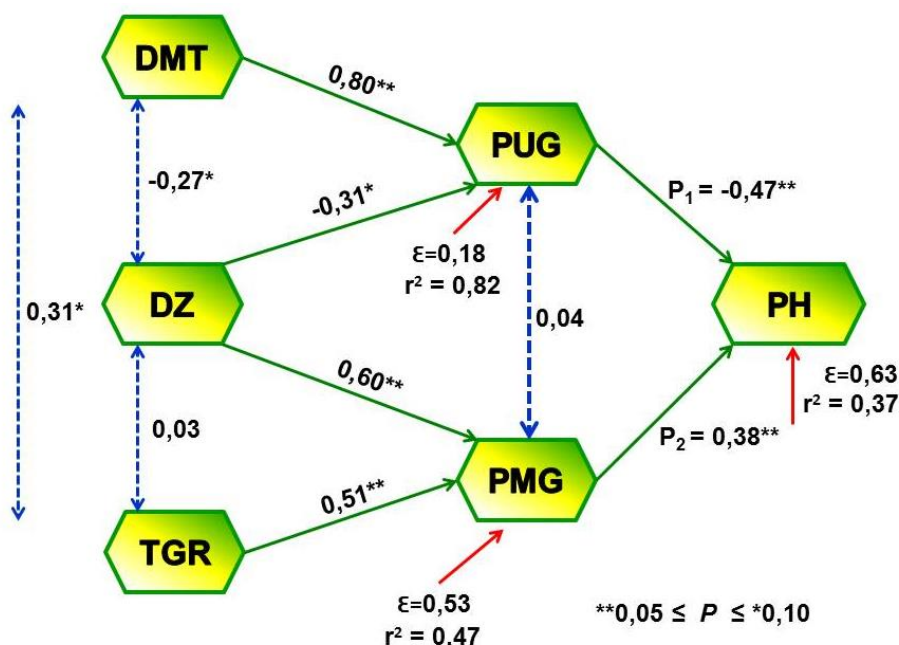 DMT
0,80**
PUG
-0,27*
-0,31*
P1 = -0,47**
Ɛ=0,18
r² = 0,82
0,31*
DZ
0,04
PH
0,60**
Ɛ=0,63
r² = 0,37
0,03
P2 = 0,38**
PMG
0,51**
TGR
Ɛ=0,53
r² = 0,47
**0,05 ≤ P ≤ *0,10